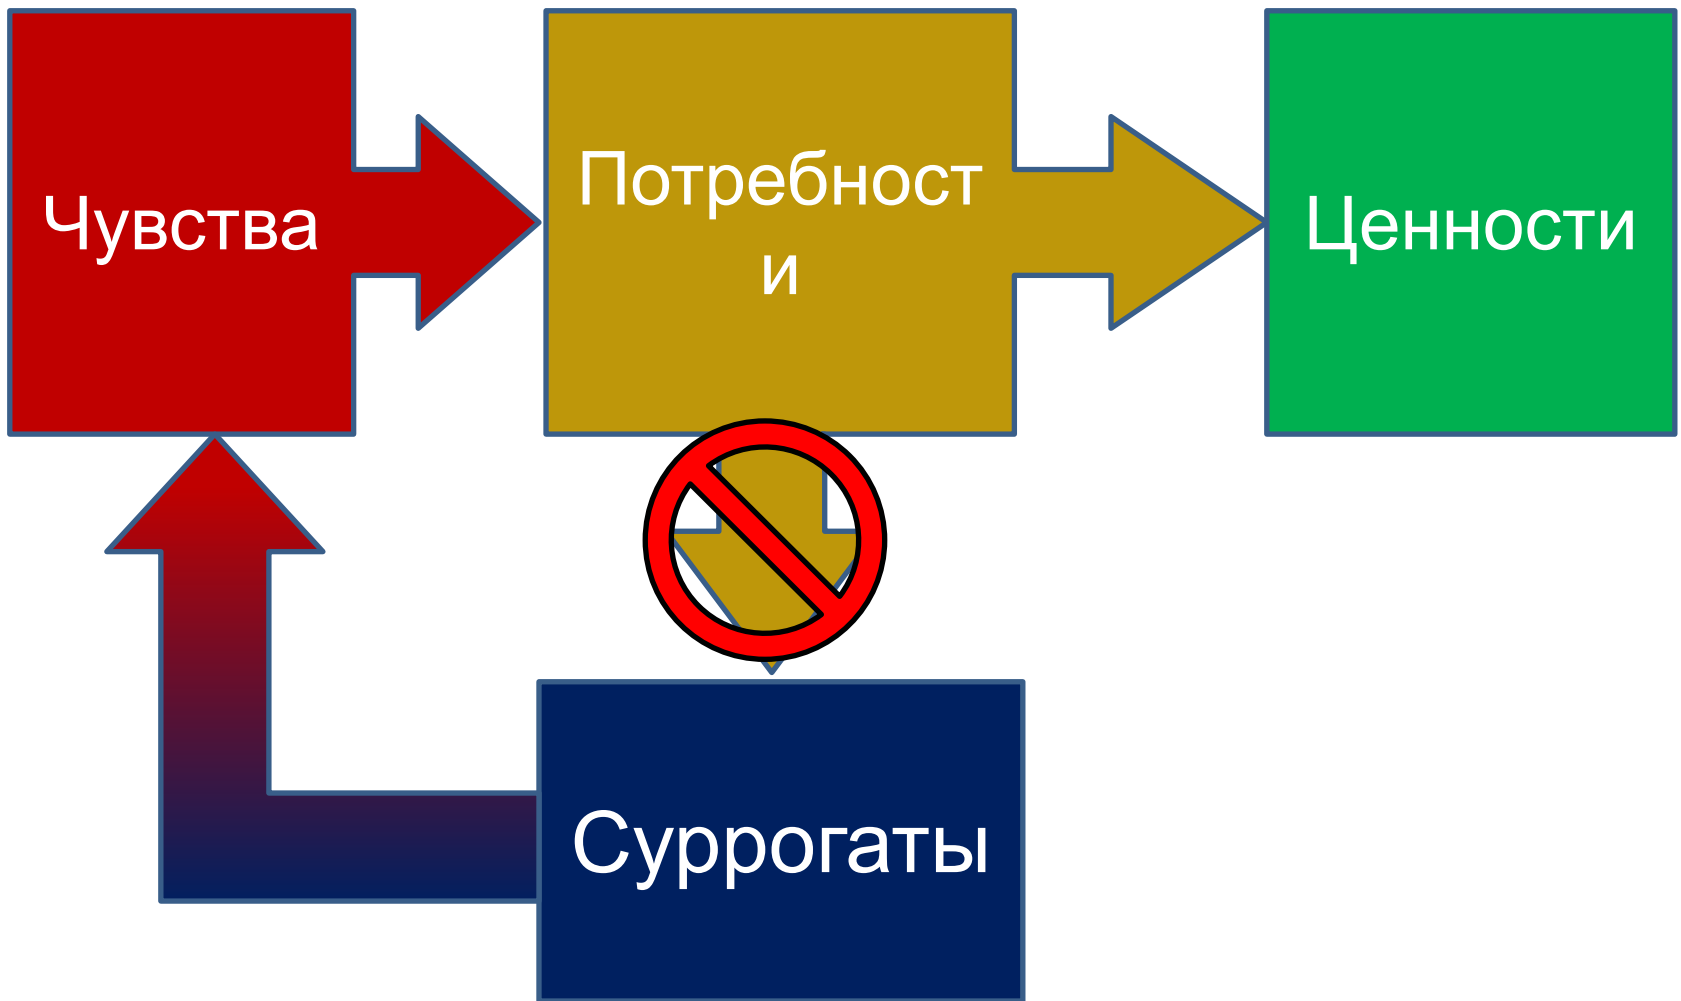 Чувства
Потребност
и
Ценности
Суррогаты